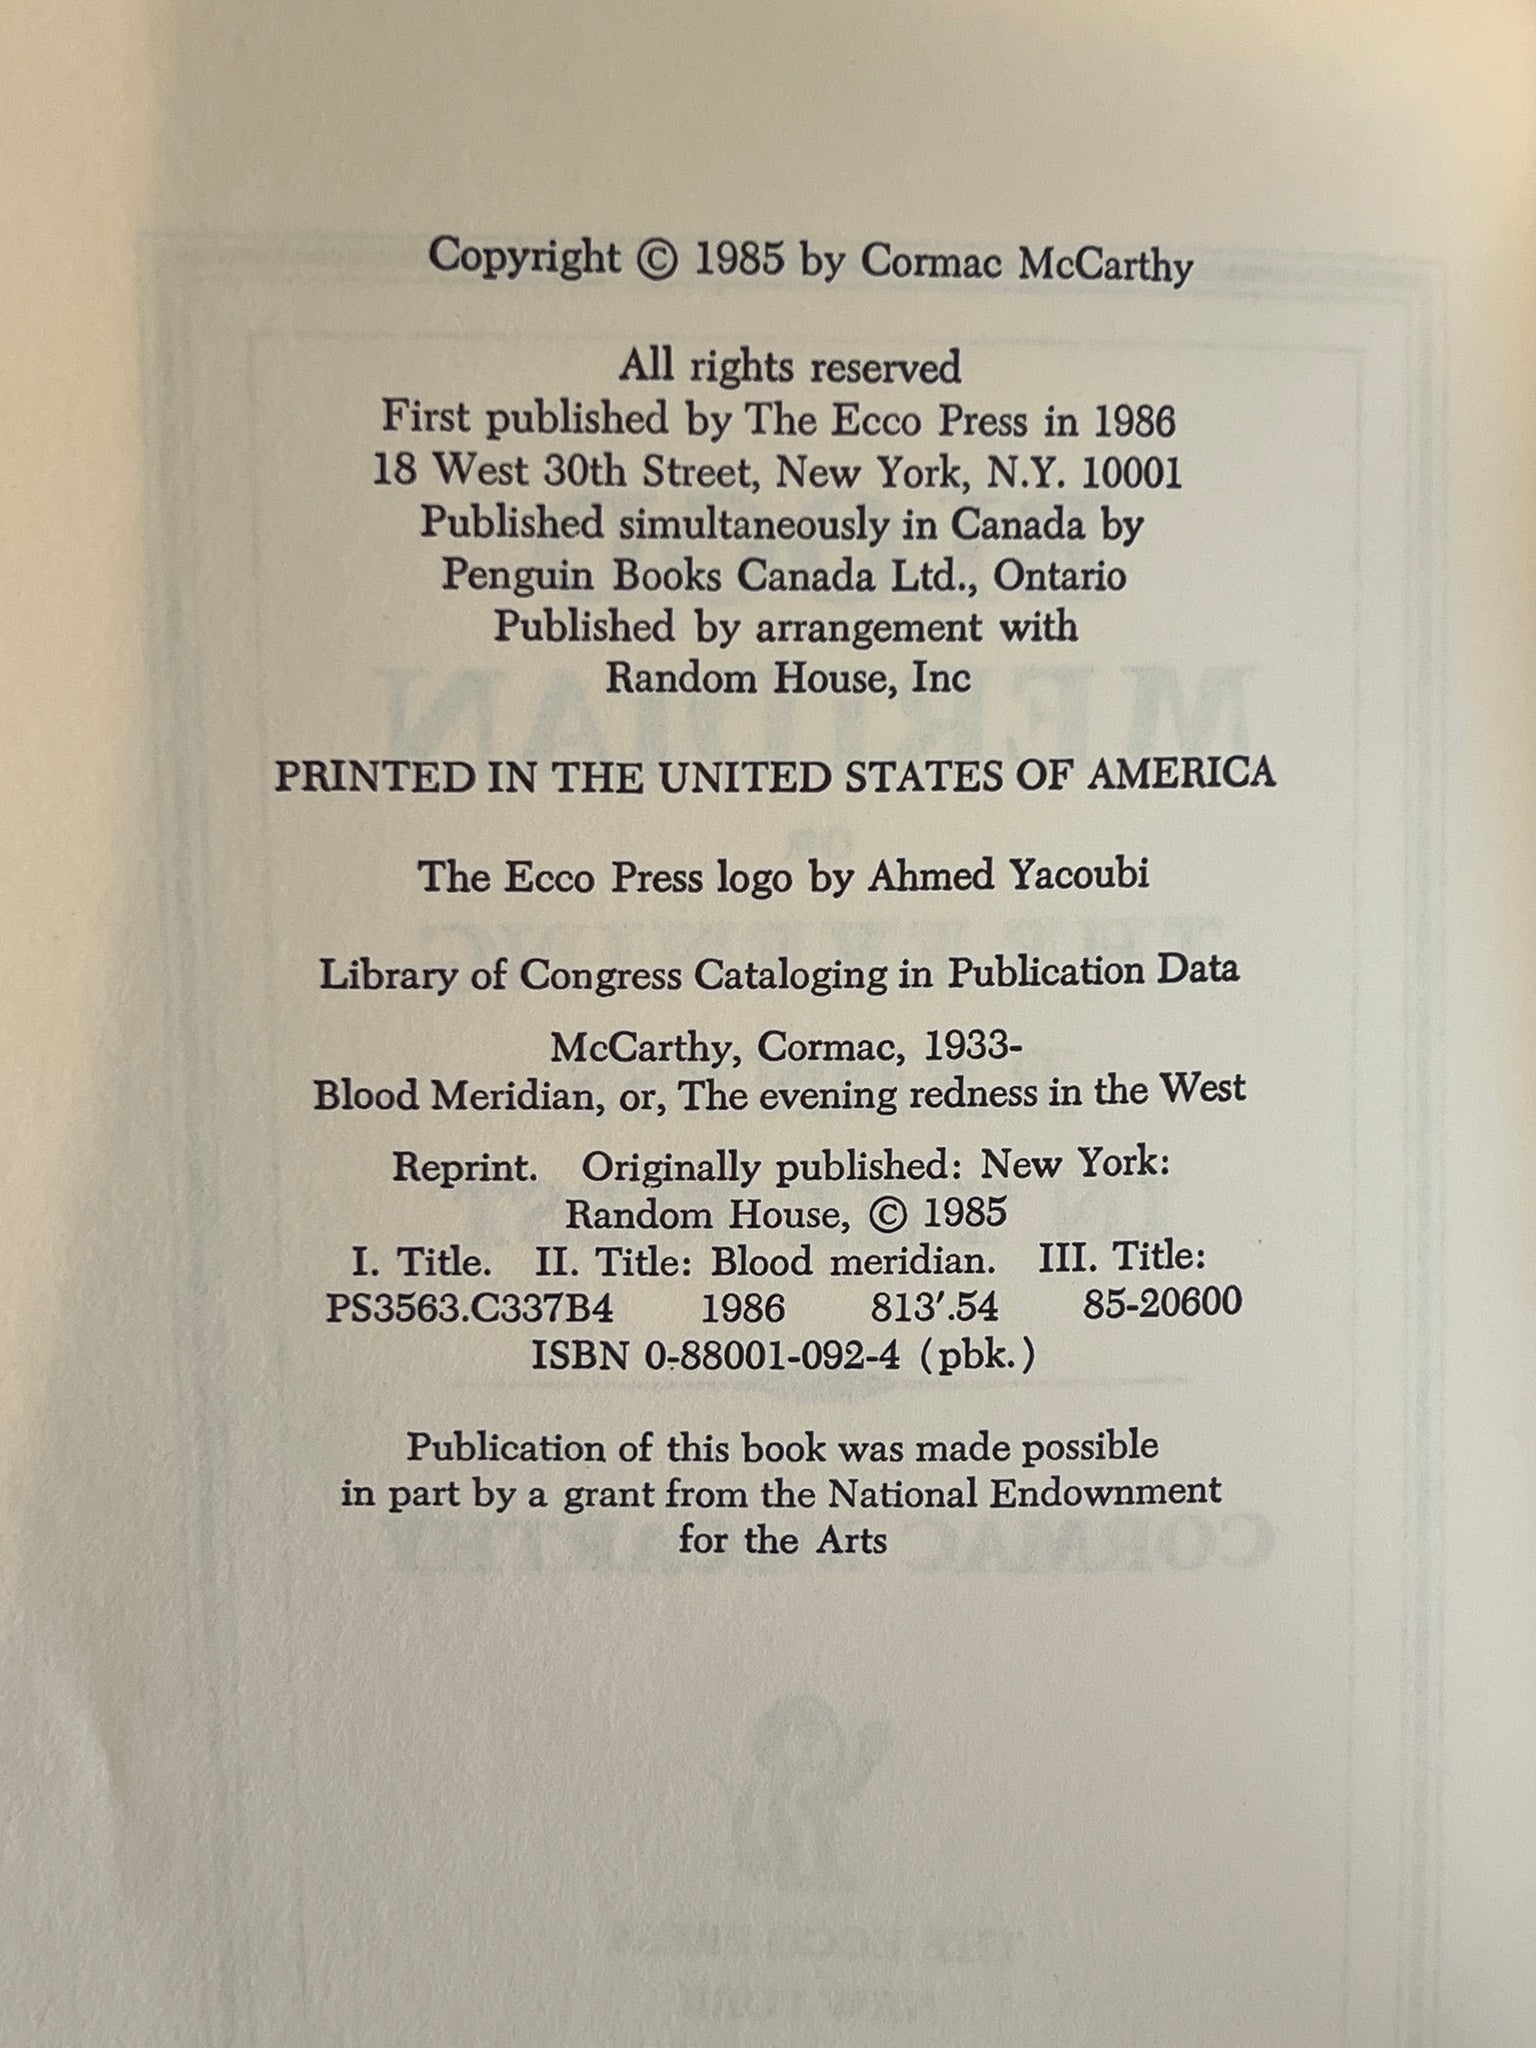 Copyright © 1985 by Cormac McCarthy
All rights reserved
First published by The Ecco Press in 1986
18 West 30th Street, New York, N.Y. 10001
Published simultaneously in Canada by
Penguin Books Canada Ltd., Ontario
Published by arrangement with
Random House, Inc
PRINTED IN THE UNITED STATES OF AMERICA
The Ecco Press logo by Ahmed Yacoubi
Library of Congress Cataloging in Publication Data
McCarthy, Cormac, 1933-
Blood Meridian, or, The evening redness in the West
Reprint. Originally published: New York:
Random House, © 1985
I. Title. II. Title: Blood meridian. III. Title:
PS3563.C337B4 1986 813′.54 85-20600
ISBN 0-88001-092-4 (pbk.)
Publication of this book was made possible
in part by a grant from the National Endownment
for the Arts